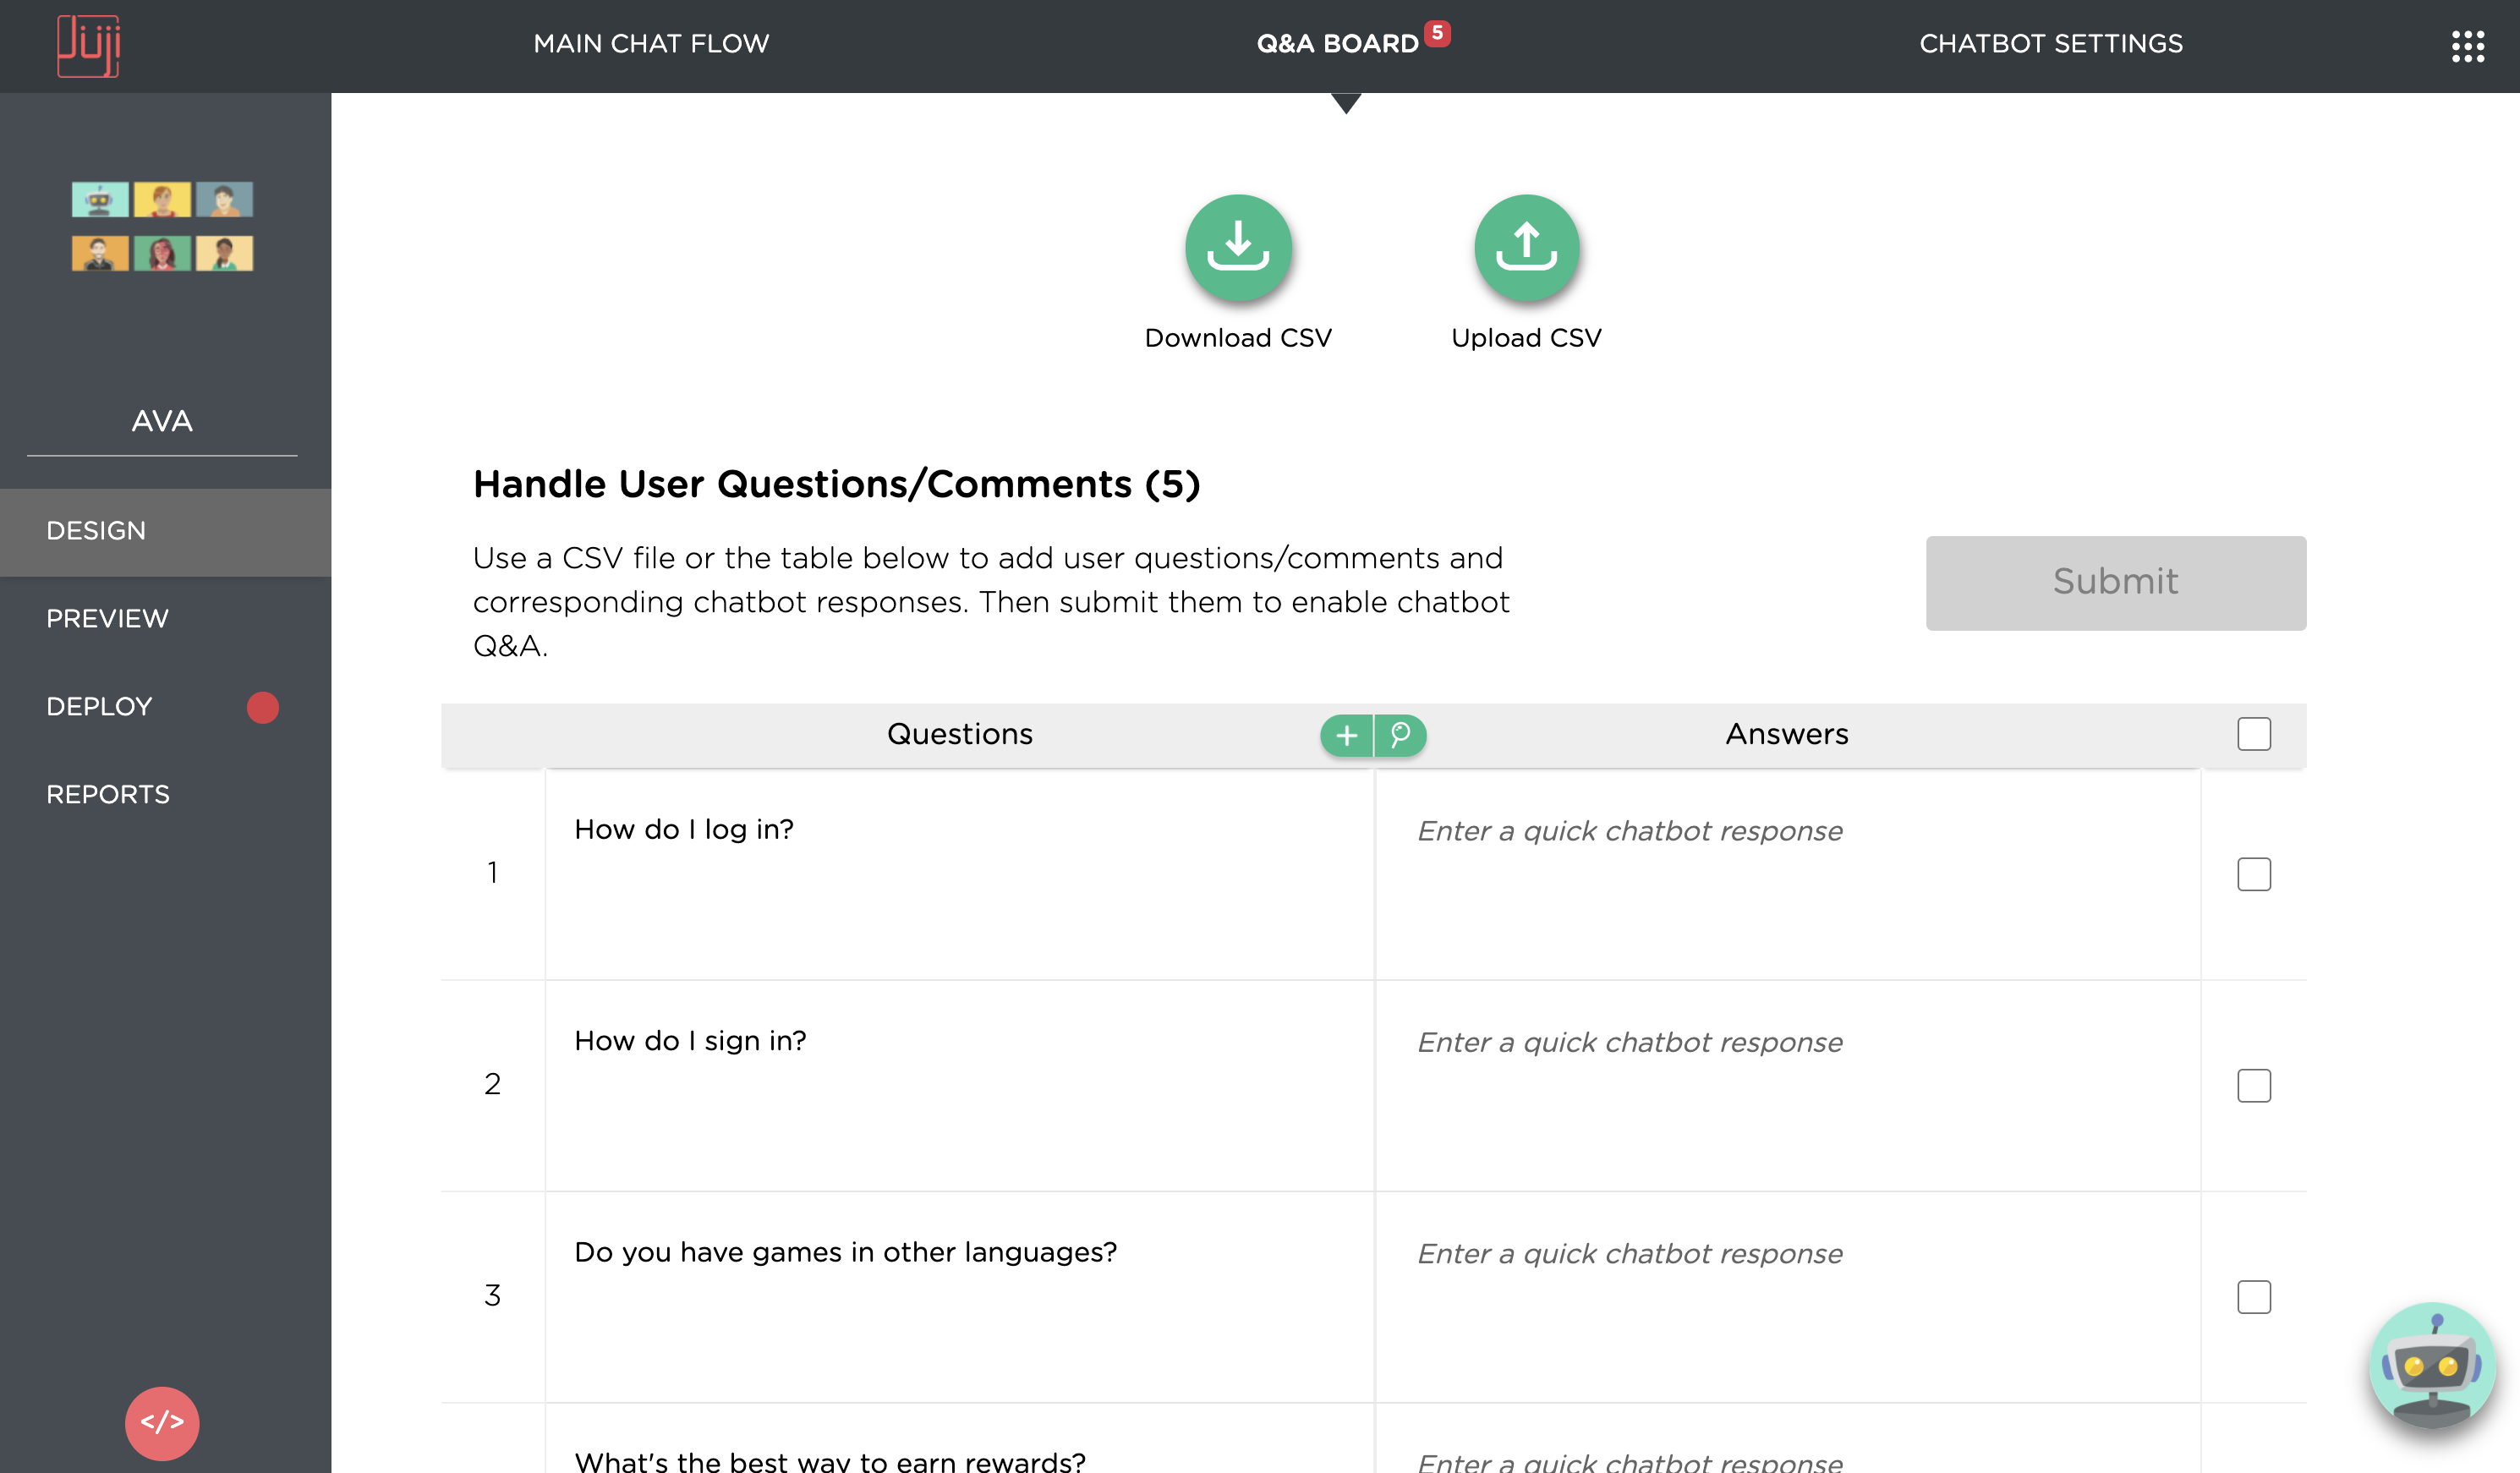 Juji
MAIN CHAT FLOW
Q&A BOARD 5
CHATBOT SETTINGS
AVA
DESIGN
PREVIEW
DEPLOY
REPORTS
</>
Download CSV
Upload CSV
Handle User Questions/Comments (5)
Use a CSV file or the table below to add user questions/comments and
corresponding chatbot responses. Then submit them to enable chatbot
Q&A.
Submit
Questions
Answers
1
How do I log in?
Enter a quick chatbot response
2
How do I sign in?
Enter a quick chatbot response
3
Do you have games in other languages?
Enter a quick chatbot response
What's the best way to earn rewards?
Enter a quick chatbot response